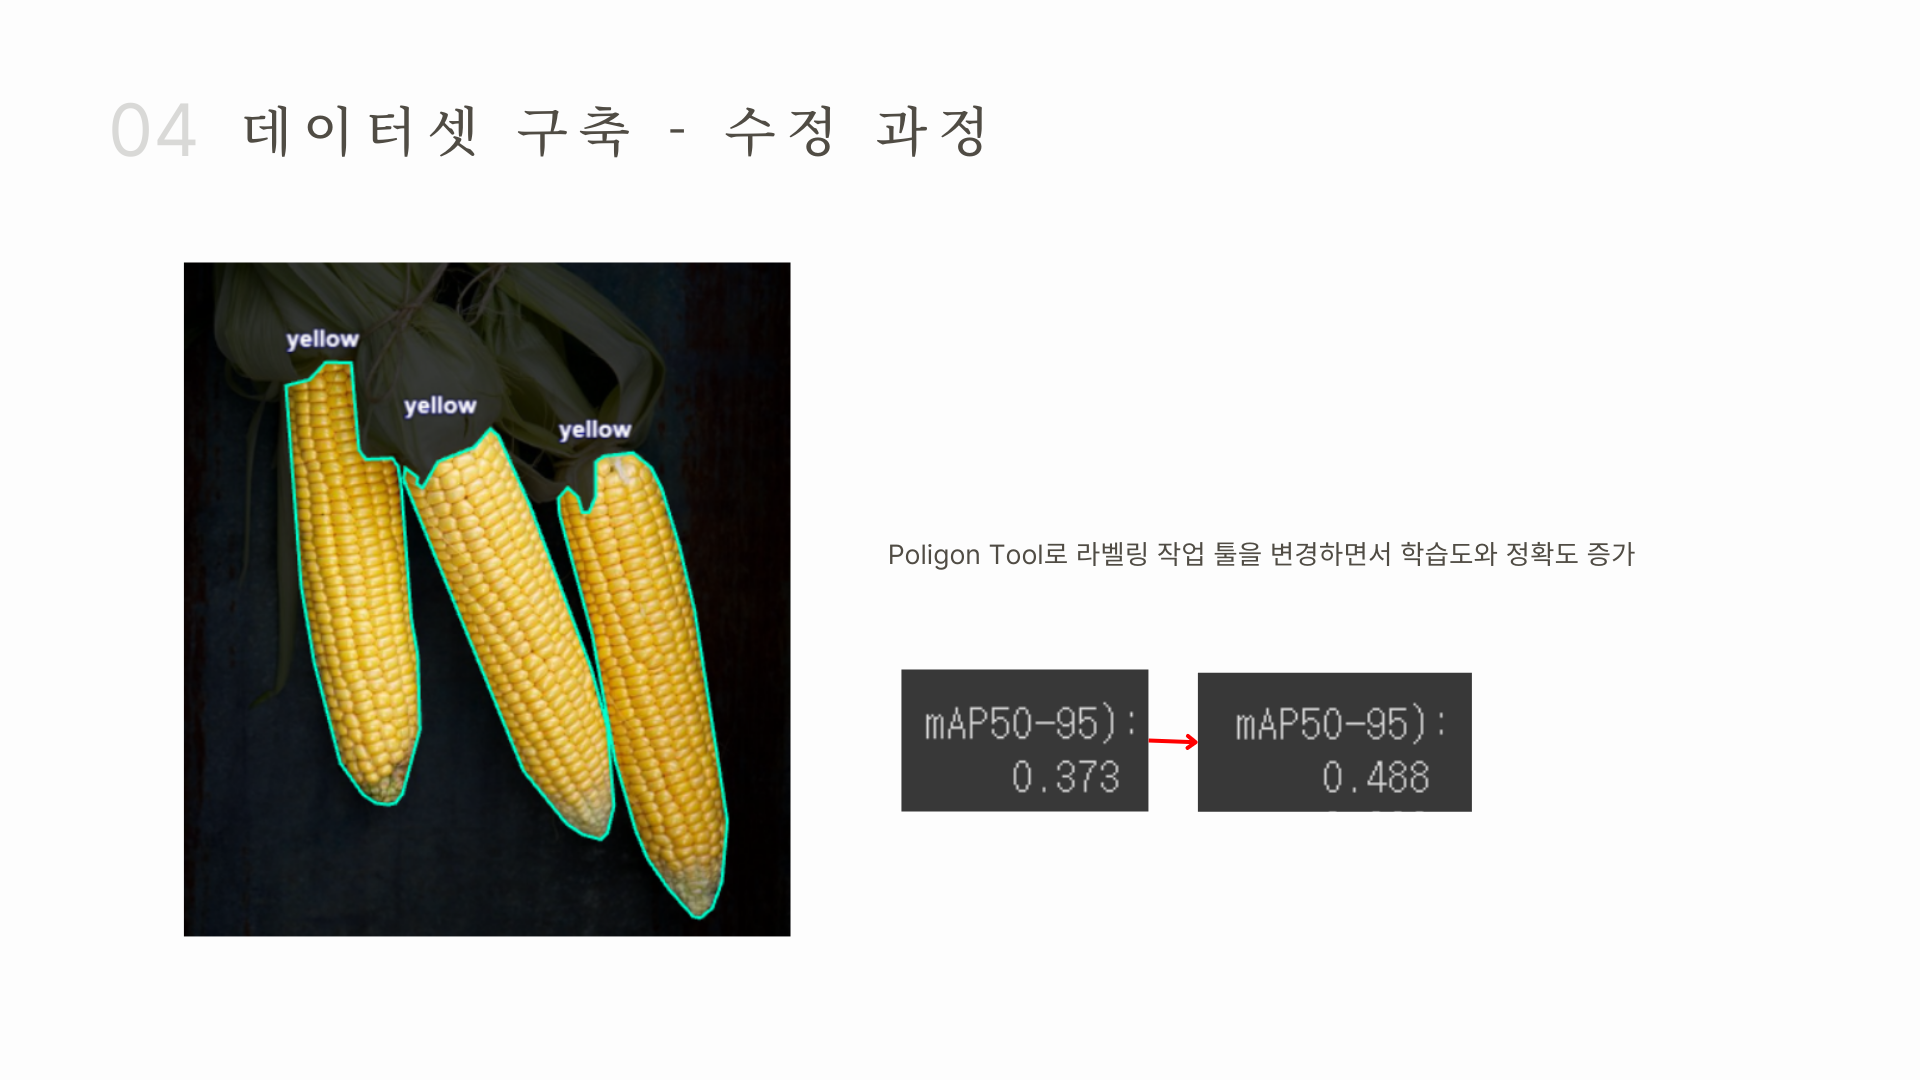 04 데이터셋 구축 - 수정 과정
yellow
yellow
yellow
Poligon Tool로 라벨링 작업 툴을 변경하면서 학습도와 정확도 증가
mAP50-95):
0.373
mAP50-95):
0.488